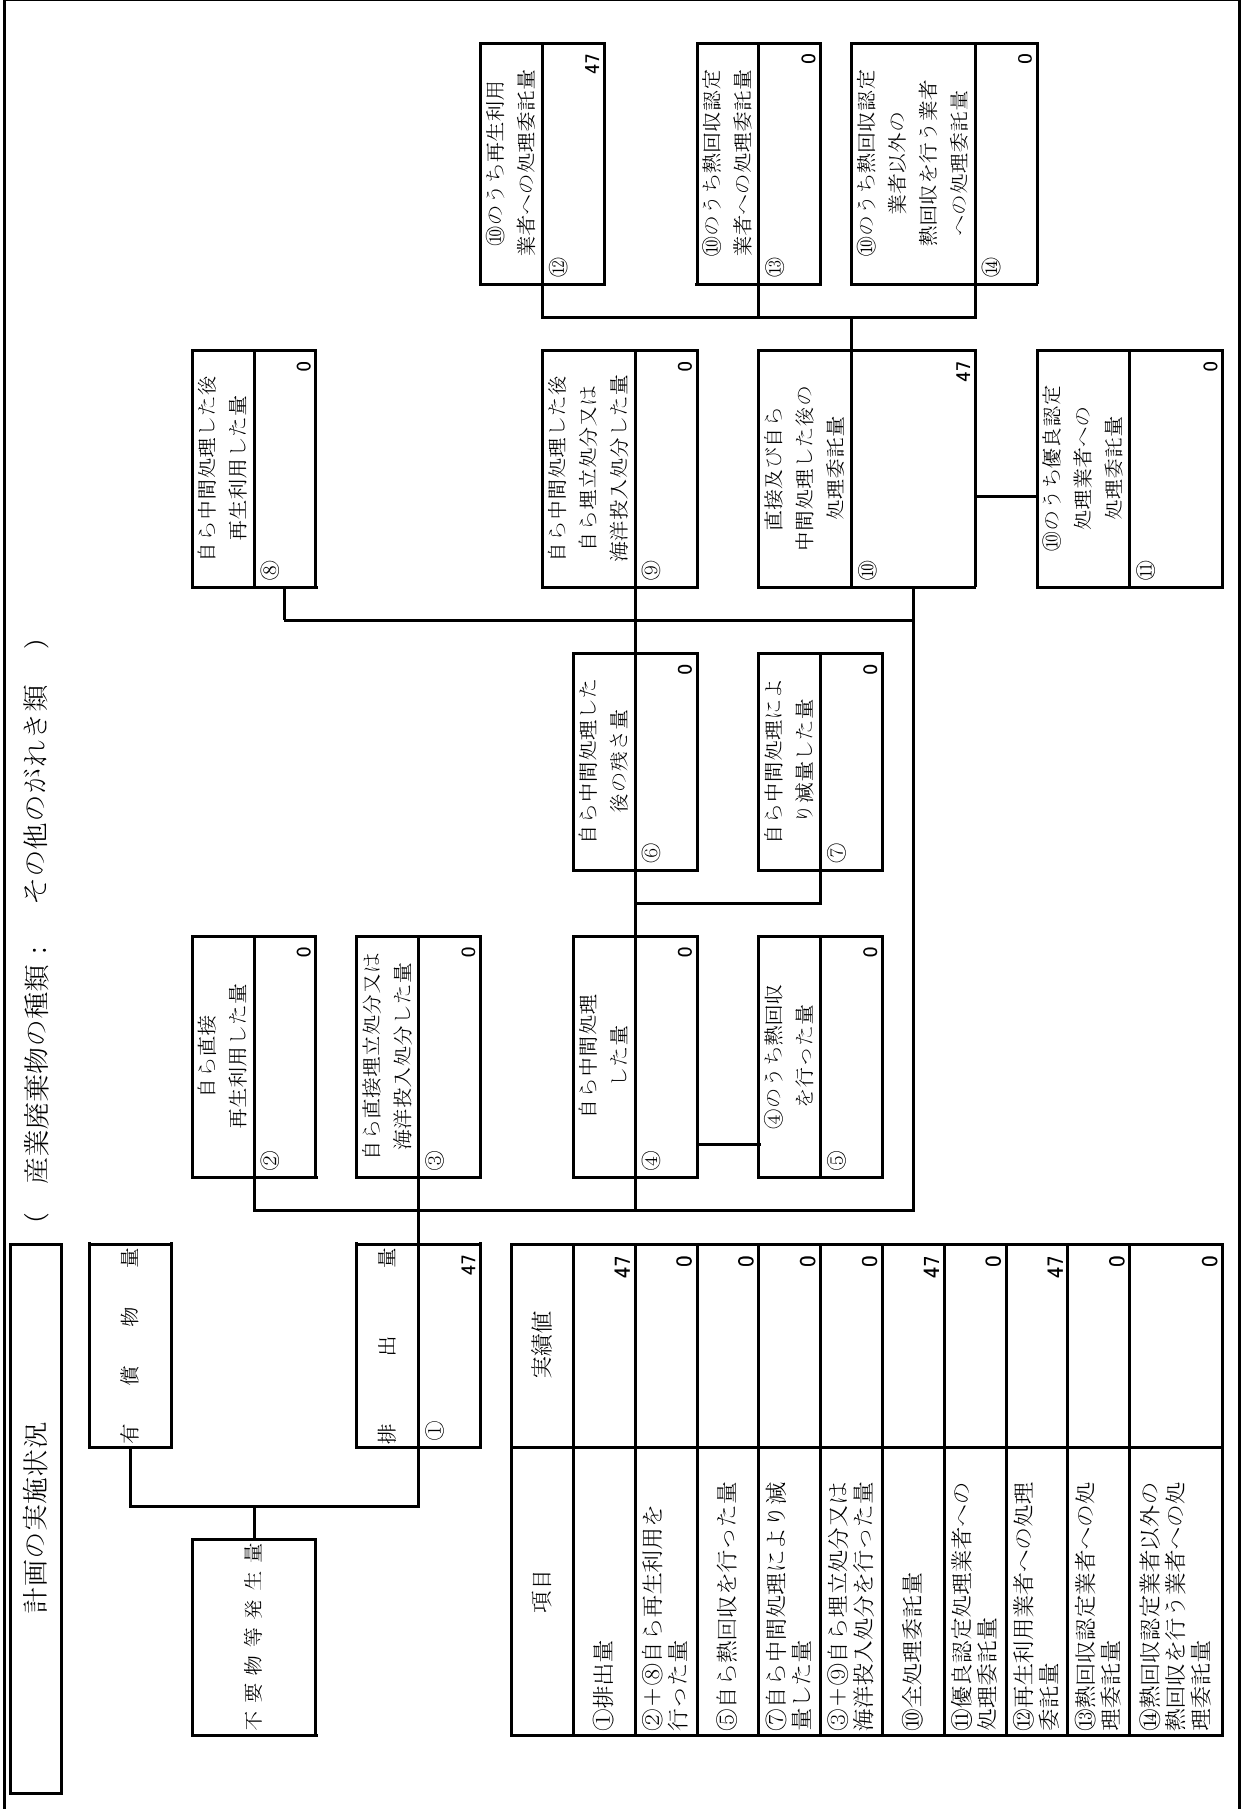 計画の実施状況
( 産業廃棄物の種類: その他のがれき類 )
有償物量
不要物等発生量
排出量
①
47
自ら直接
再生利用した量
②
0
自ら直接埋立処分又は
海洋投入処分した量
③
0
自ら中間処理
した量
④
0
④のうち熱回収
を行った量
⑤
0
自ら中間処理した
後の残さ量
⑥
0
自ら中間処理によ
り減量した量
⑦
0
自ら中間処理した後
再生利用した量
⑧
0
自ら中間処理した後
自ら埋立処分又は
海洋投入処分した量
⑨
0
直接及び自ら
中間処理した後の
処理委託量
⑩
47
⑩のうち優良認定
処理業者への
処理委託量
⑪
0
⑩のうち再生利用
業者への処理委託量
⑫
47
⑩のうち熱回収認定
業者への処理委託量
⑬
0
⑩のうち熱回収認定
業者以外の
熱回収を行う業者
への処理委託量
⑭
0
項目 実績値
①排出量 47
②+⑧自ら再生利用を
行った量 0
⑤自ら熱回収を行った量 0
⑦自ら中間処理により減
量した量 0
③+⑨自ら埋立処分又は
海洋投入処分を行った量 0
⑩全処理委託量 47
⑪優良認定処理業者への
処理委託量 0
⑫再生利用業者への処理
委託量 47
⑬熱回収認定業者への処
理委託量 0
⑭熱回収認定業者以外の
熱回収を行う業者への処
理委託量 0